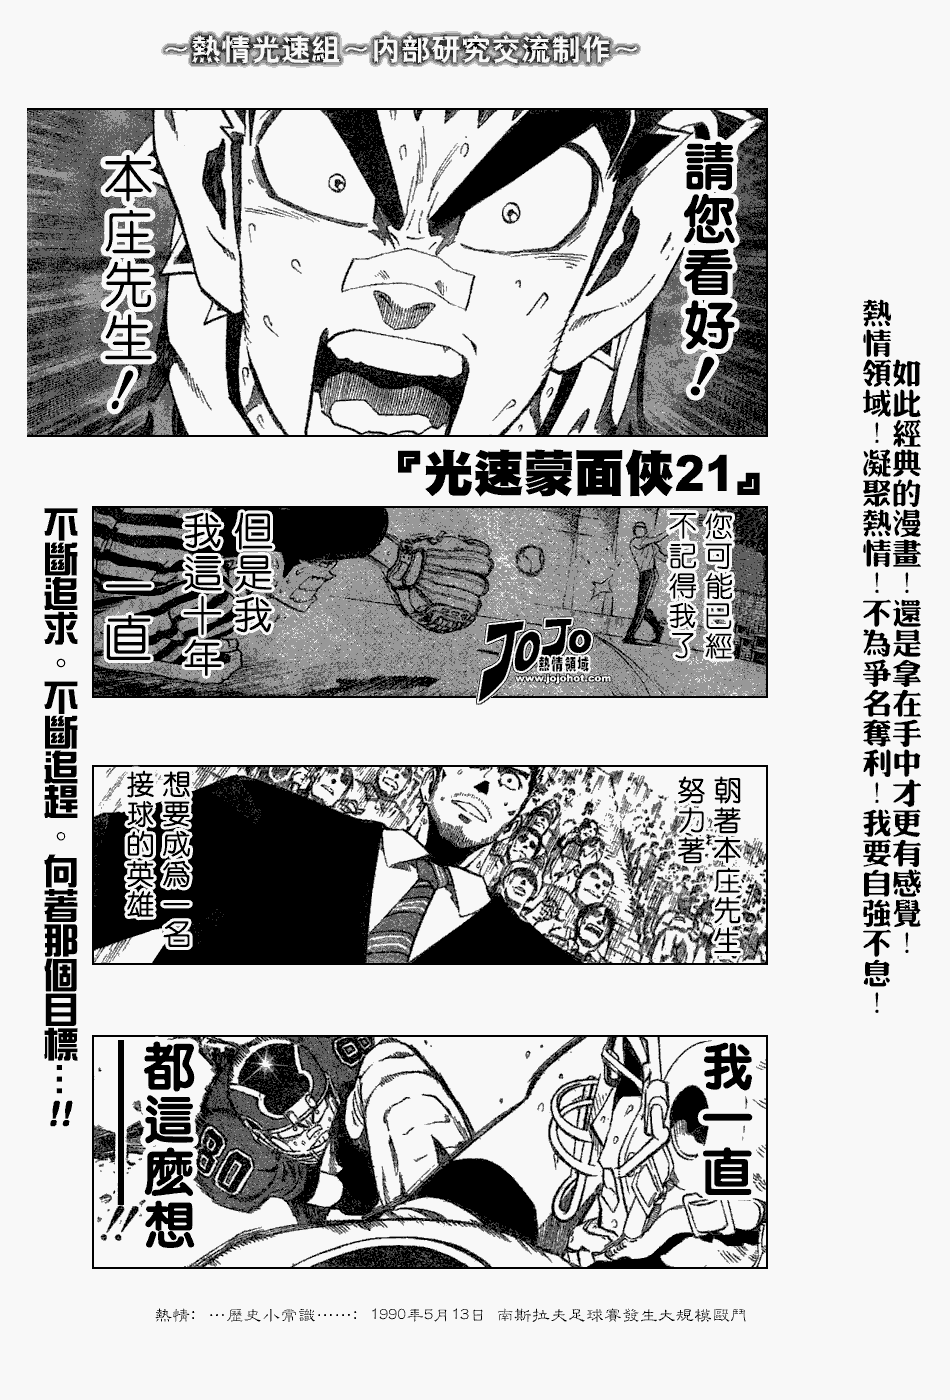 ～熱情光速組～内部研究交流制作～
請您看好！
本庄先生！
『光速蒙面俠21』
如此經典的漫畫！還是拿在手中才更有感覺！
熱情領域！凝聚熱情！不為爭名奪利！我要自強不息！
您可能已經
不記得我了
但是我
我這十年
一直
JOJO
熱情領域
www.jojohot.com
朝著本庄先生
努力著
想要成爲一名
接球的英雄
不斷追求。不斷追趕。向著那個目標…!!
我一直
都這麽想
——!!
80
80
熱情：…歷史小常識……：1990年5月13日 南斯拉夫足球賽發生大規模毆鬥